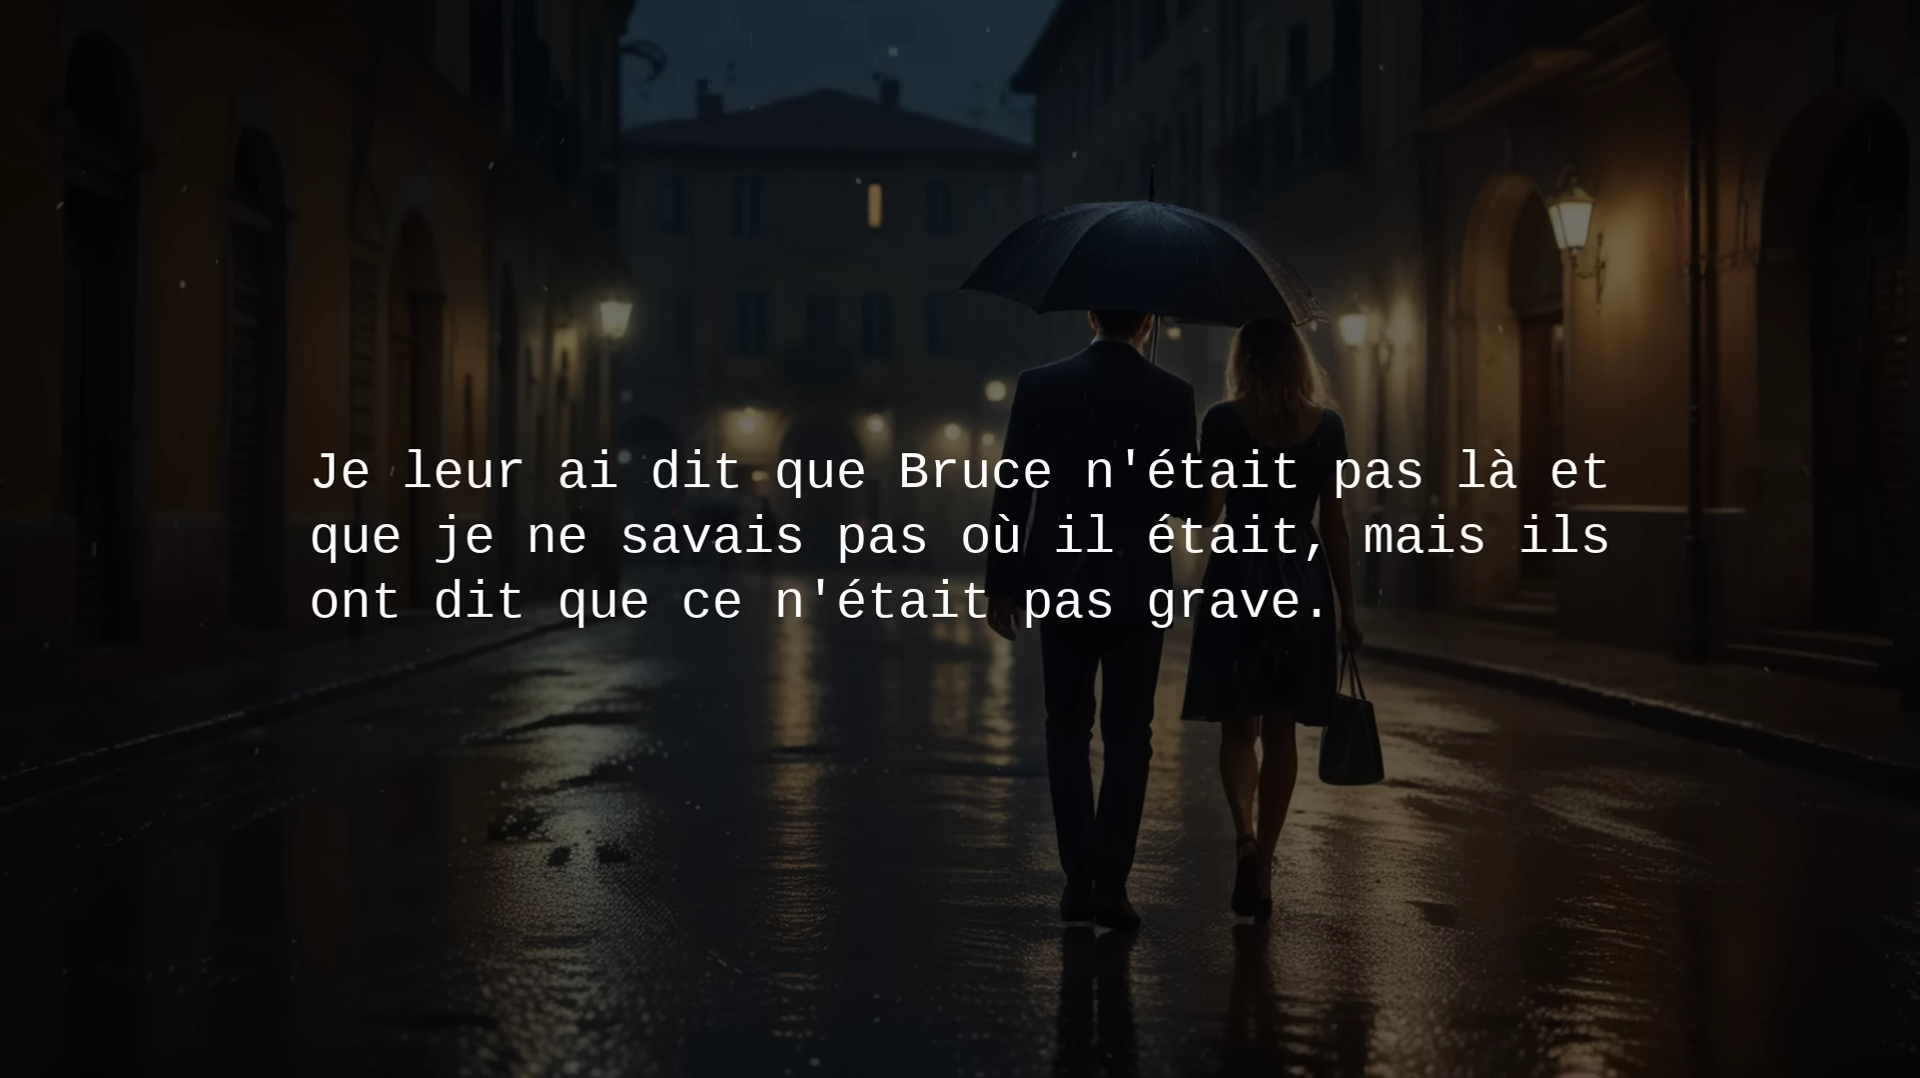 Je leur ai dit que Bruce n'était pas là et
que je ne savais pas où il était, mais ils
ont dit que ce n'était pas grave.